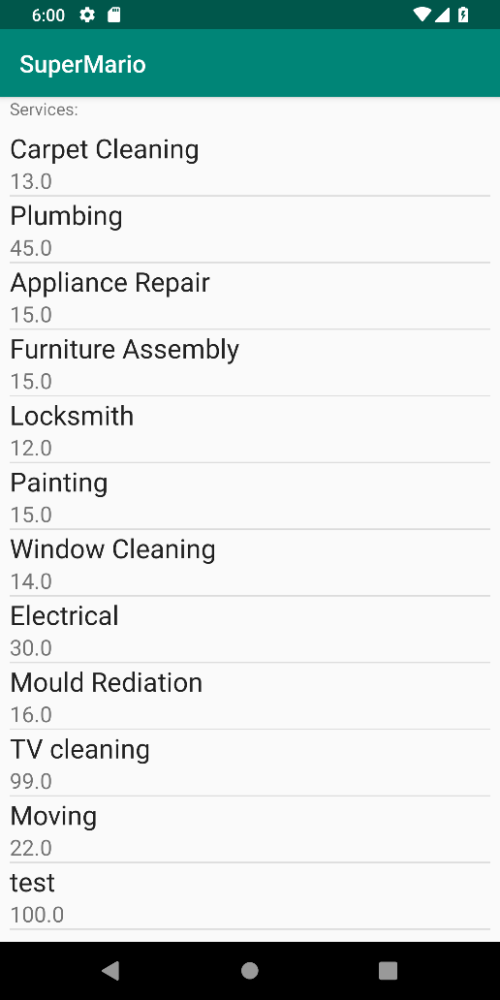 6:00
SuperMario
Services:
Carpet Cleaning
13.0
Plumbing
45.0
Appliance Repair
15.0
Furniture Assembly
15.0
Locksmith
12.0
Painting
15.0
Window Cleaning
14.0
Electrical
30.0
Mould Rediation
16.0
TV cleaning
99.0
Moving
22.0
test
100.0